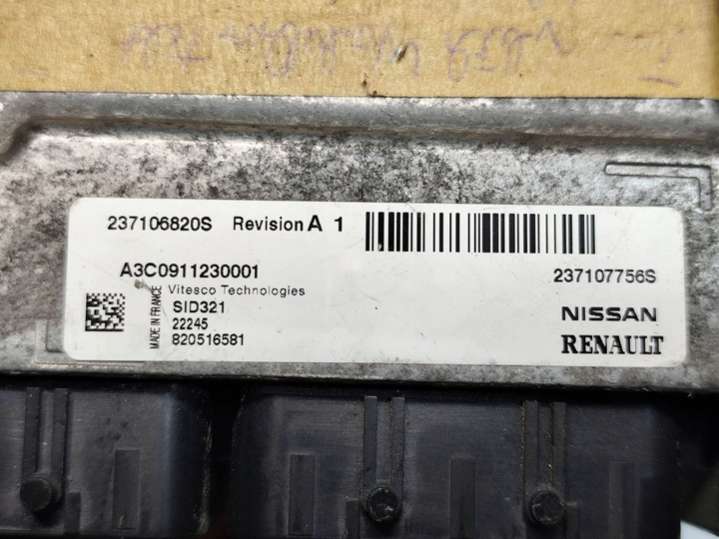 237106820S Revision A 1
A3C0911230001
237107756S
Vitesco Technologies
MADE IN FRANCE
SID321
22245
820516581
NISSAN
RENAULT